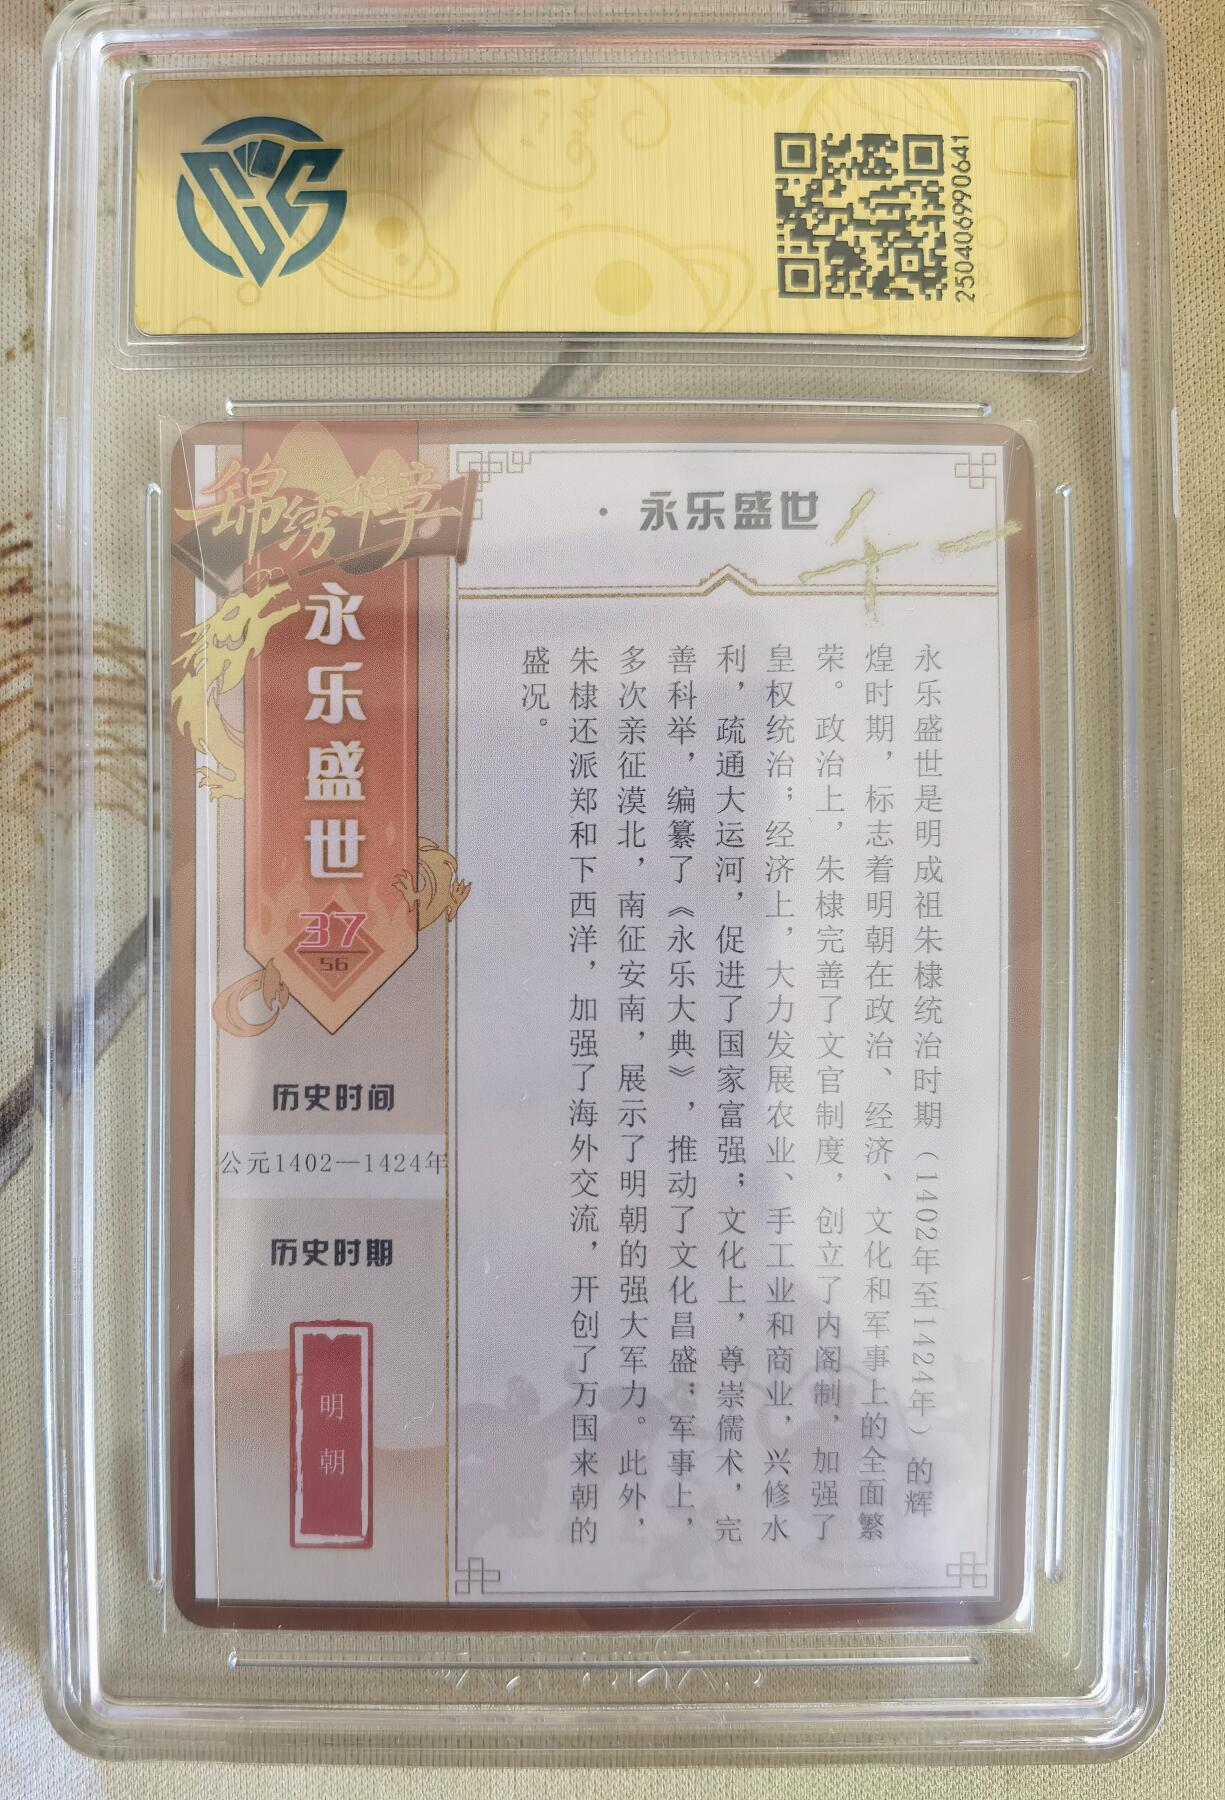 CCS
25040699064​1
锦绣华章
永乐盛世
37
56
历史时间
公元1402—1424年
历史时期
明朝
·永乐盛世
永乐盛世是明成祖朱棣统治时期（1402年至1424年）的辉
煌时期，标志着明朝在政治、经济、文化和军事上的全面繁
荣。政治上，朱棣完善了文官制度，创立了内阁制，加强了
皇权统治；经济上，大力发展农业、手工业和商业，兴修水
利，疏通大运河，促进了国家富强；文化上，尊崇儒术，完
善科举，编纂了《永乐大典》，推动了文化昌盛；军事上，
多次亲征漠北，南征安南，展示了明朝的强大军力。此外，
朱棣还派郑和下西洋，加强了海外交流，开创了万国来朝的
盛况。